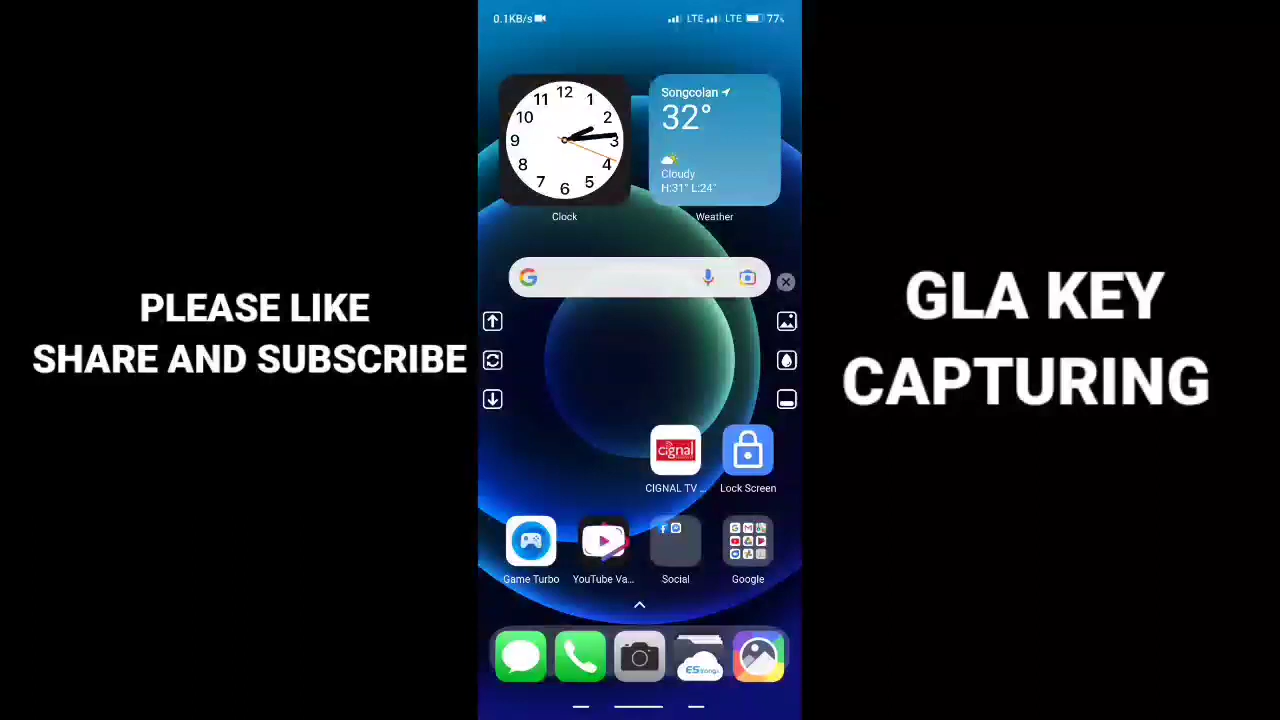 0.1KB/s LTE LTE 77%
12
11 1
10 2
9 3
8 4
7 5
6
Clock
Songcolan
32°
Cloudy
H:31° L:24°
Weather
PLEASE LIKE
SHARE AND SUBSCRIBE
GLA KEY
CAPTURING
cignal
CIGNAL TV ...
Lock Screen
Game Turbo
YouTube Va...
Social
Google